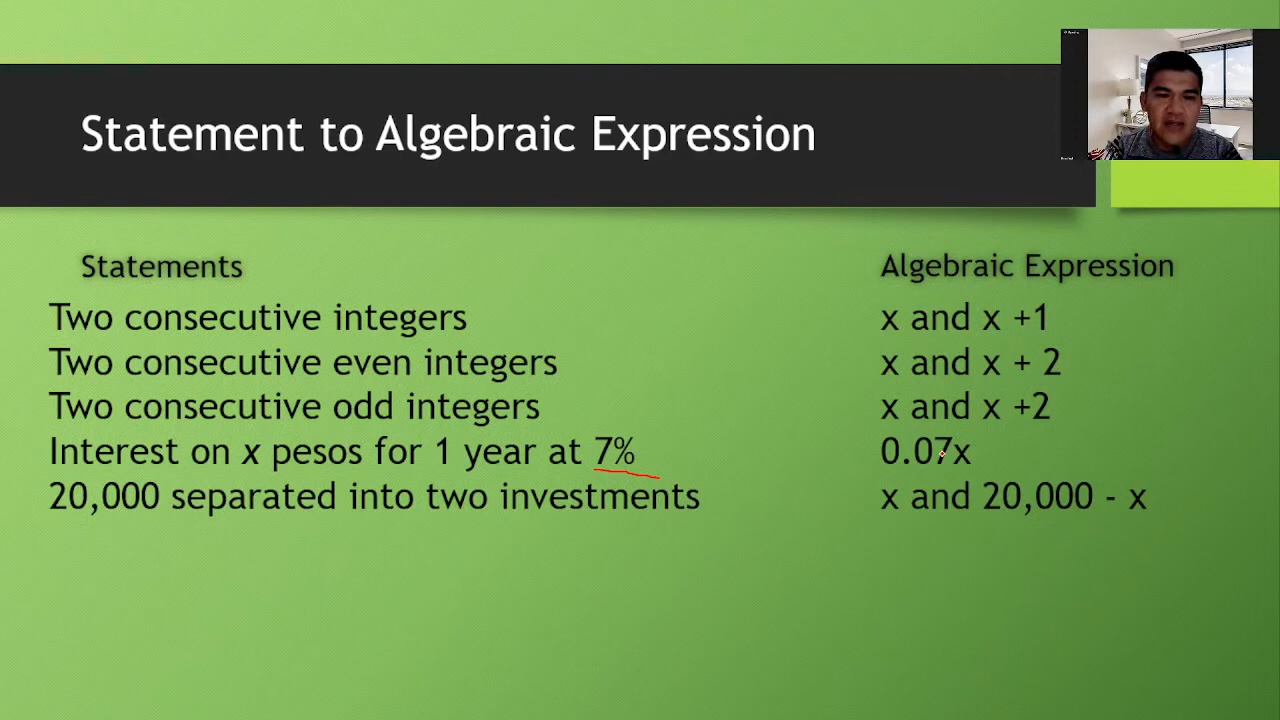 Statement to Algebraic Expression
Statements Algebraic Expression
Two consecutive integers x and x +1
Two consecutive even integers x and x + 2
Two consecutive odd integers x and x +2
Interest on x pesos for 1 year at 7% 0.07x
20,000 separated into two investments x and 20,000 - x